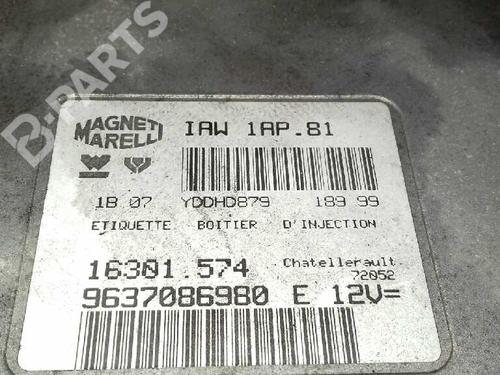 B-PARTS
MAGNETI MARELLI
IAW 1AP.81
1B 07 YDDHD879 189 99
ETIQUETTE BOITIER D'INJECTION
16301.574 Chatellerault 72052
9637086980 E 12V=